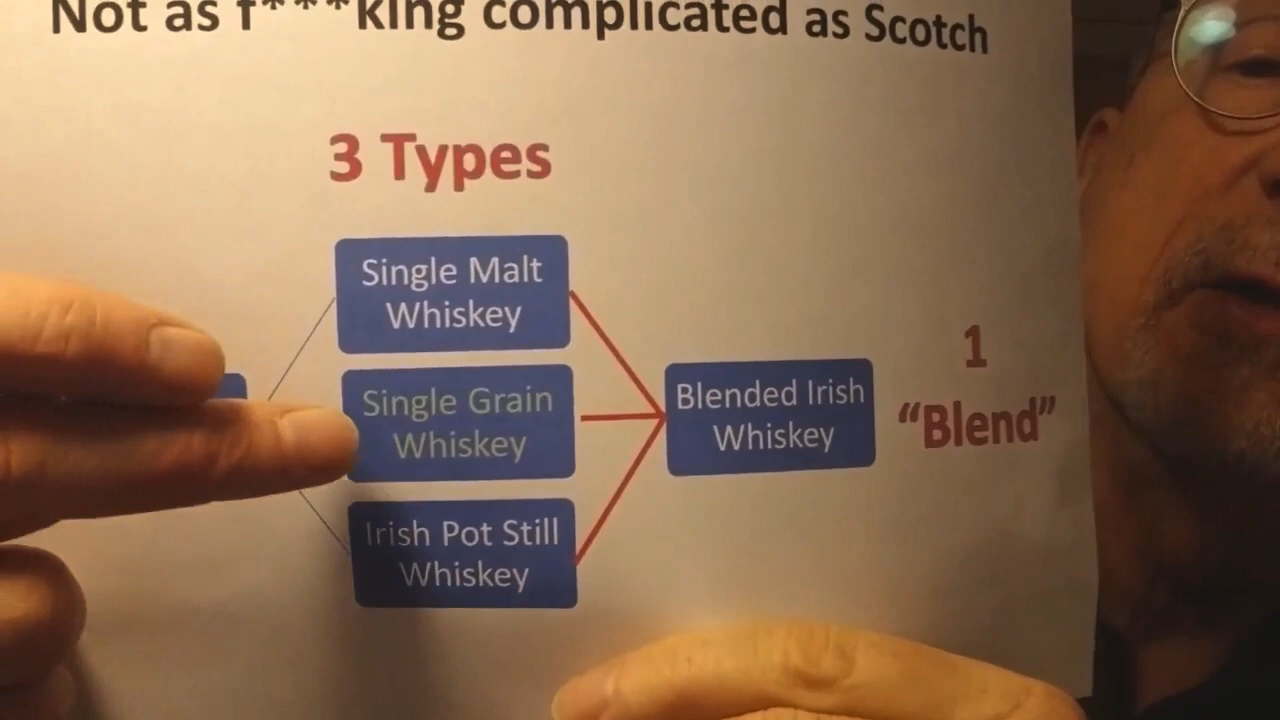 Not as f***king complicated as Scotch
3 Types
Single Malt
Whiskey
Single Grain
Whiskey
Irish Pot Still
Whiskey
Blended Irish
Whiskey
1
“Blend”